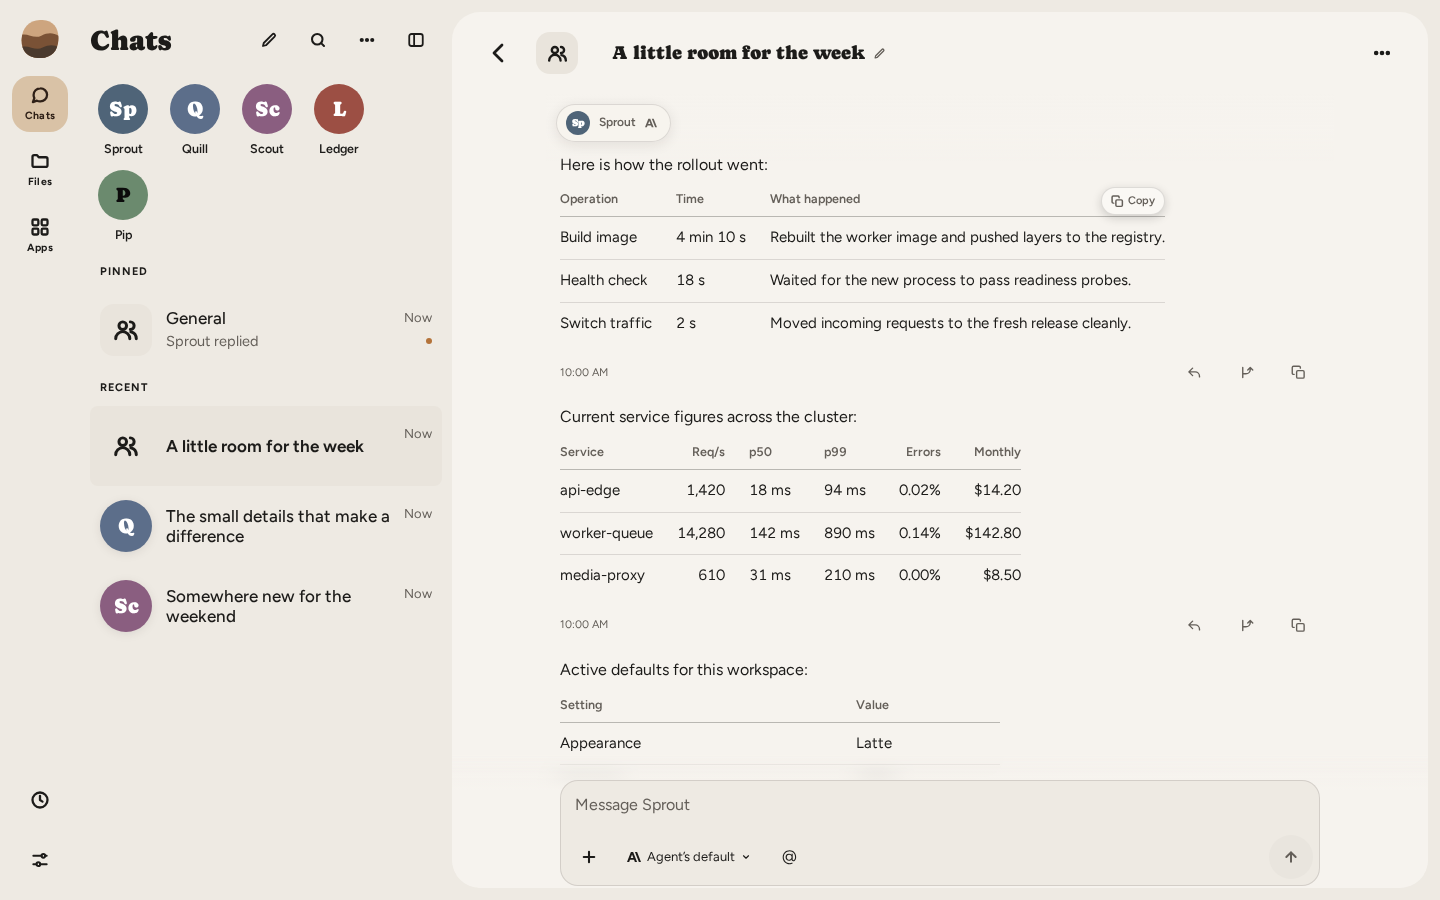 Chats
Chats
Files
Apps
Sp
Q
Sc
L
Sprout
Quill
Scout
Ledger
P
Pip
PINNED
General
Now
Sprout replied
RECENT
A little room for the week
Now
Q
The small details that make a difference
Now
Sc
Somewhere new for the weekend
Now
A little room for the week
Sp Sprout
Here is how the rollout went:
Operation Time What happened
Copy
Build image 4 min 10 s Rebuilt the worker image and pushed layers to the registry.
Health check 18 s Waited for the new process to pass readiness probes.
Switch traffic 2 s Moved incoming requests to the fresh release cleanly.
10:00 AM
Current service figures across the cluster:
Service Req/s p50 p99 Errors Monthly
api-edge 1,420 18 ms 94 ms 0.02% $14.20
worker-queue 14,280 142 ms 890 ms 0.14% $142.80
media-proxy 610 31 ms 210 ms 0.00% $8.50
10:00 AM
Active defaults for this workspace:
Setting Value
Appearance Latte
Message Sprout
Agent’s default
@